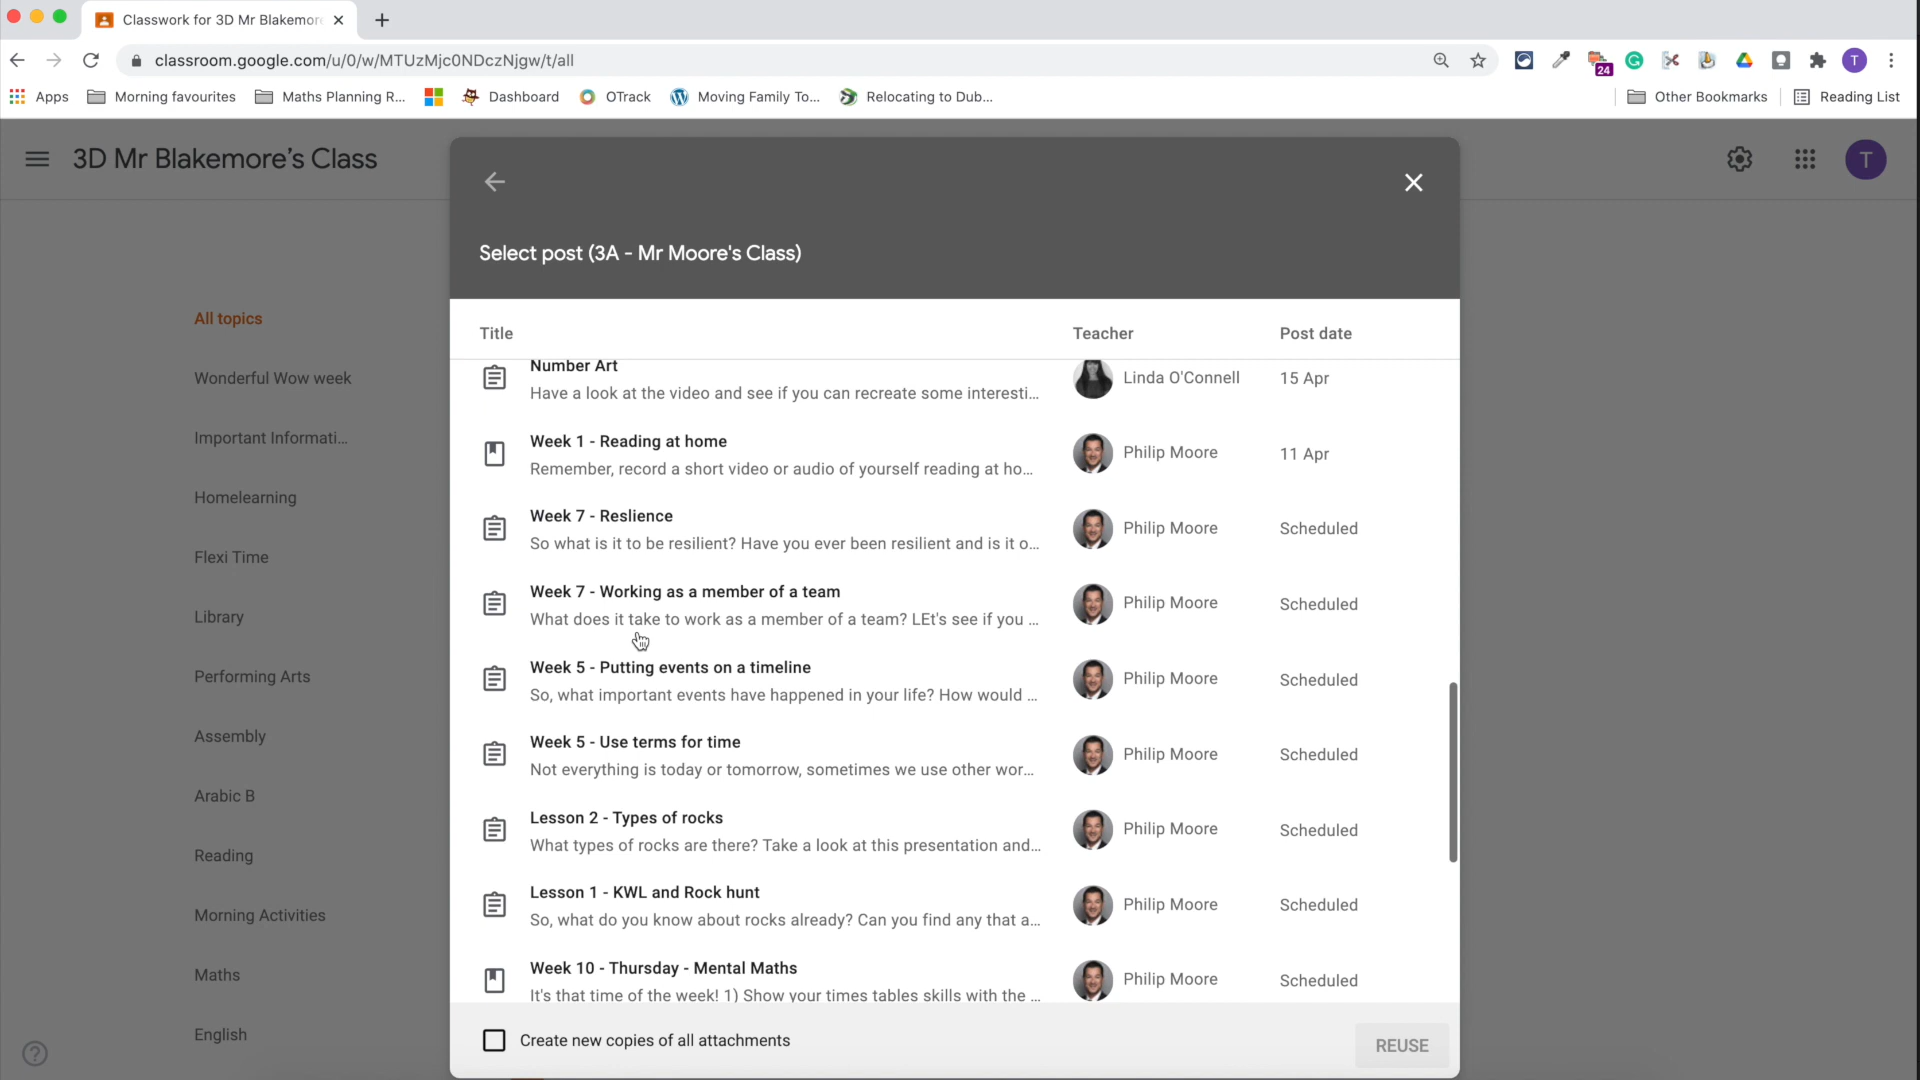 Classwork for 3D Mr Blakemor
classroom.google.com/u/0/w/MTUzMjc0NDczNjgw/t/all
24
T
Apps
Morning favourites
Maths Planning R...
Dashboard
OTrack
Moving Family To...
Relocating to Dub...
Other Bookmarks
Reading List
3D Mr Blakemore's Class
T
Select post (3A - Mr Moore's Class)
All topics
Wonderful Wow week
Important Informati...
Homelearning
Flexi Time
Library
Performing Arts
Assembly
Arabic B
Reading
Morning Activities
Maths
English
Title Teacher Post date
Number Art
Have a look at the video and see if you can recreate some interesti...
Linda O'Connell 15 Apr
Week 1 - Reading at home
Remember, record a short video or audio of yourself reading at ho...
Philip Moore 11 Apr
Week 7 - Reslience
So what is it to be resilient? Have you ever been resilient and is it o...
Philip Moore Scheduled
Week 7 - Working as a member of a team
What does it take to work as a member of a team? LEt's see if you ...
Philip Moore Scheduled
Week 5 - Putting events on a timeline
So, what important events have happened in your life? How would ...
Philip Moore Scheduled
Week 5 - Use terms for time
Not everything is today or tomorrow, sometimes we use other wor...
Philip Moore Scheduled
Lesson 2 - Types of rocks
What types of rocks are there? Take a look at this presentation and...
Philip Moore Scheduled
Lesson 1 - KWL and Rock hunt
So, what do you know about rocks already? Can you find any that a...
Philip Moore Scheduled
Week 10 - Thursday - Mental Maths
It's that time of the week! 1) Show your times tables skills with the ...
Philip Moore Scheduled
Create new copies of all attachments
REUSE